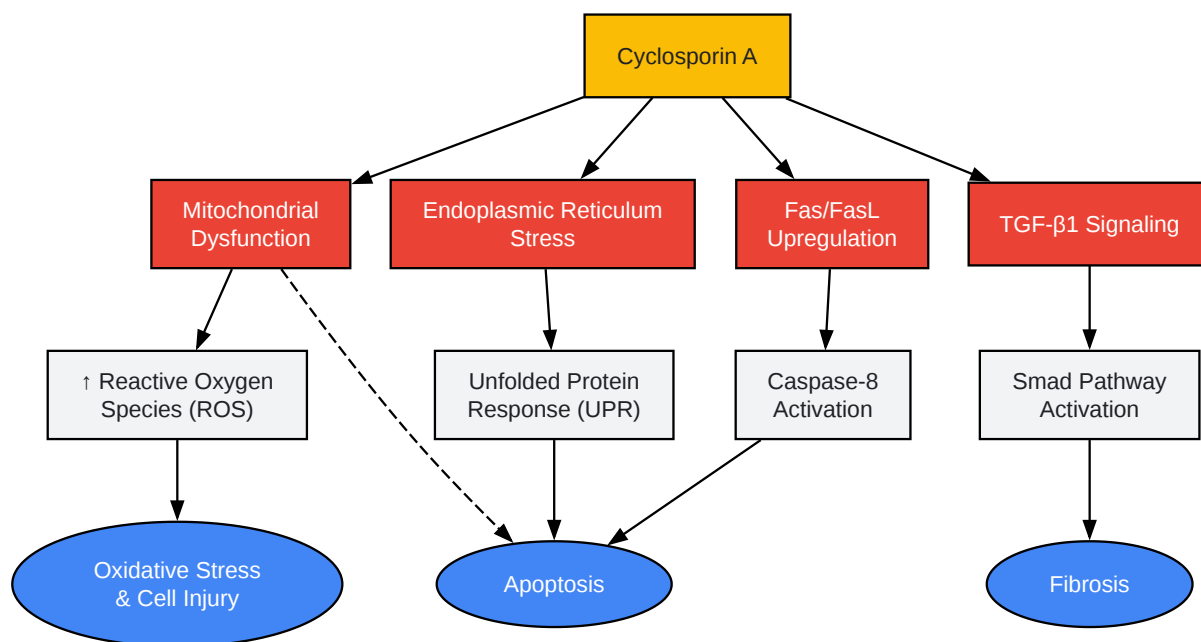 Cyclosporin A
Mitochondrial
Dysfunction
Endoplasmic Reticulum
Stress
Fas/FasL
Upregulation
TGF-β1 Signaling
↑ Reactive Oxygen
Species (ROS)
Unfolded Protein
Response (UPR)
Caspase-8
Activation
Smad Pathway
Activation
Oxidative Stress
& Cell Injury
Apoptosis
Fibrosis